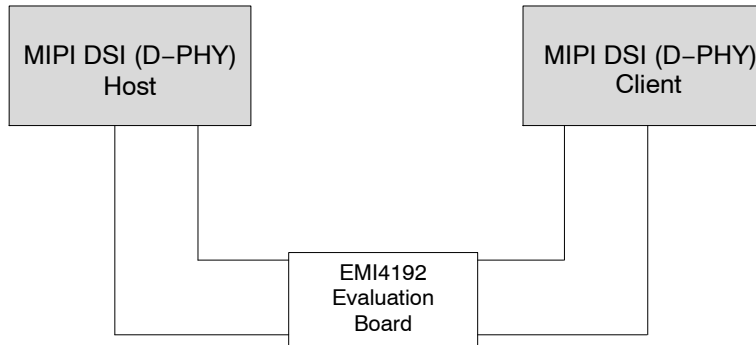 MIPI DSI (D−PHY)
Host
MIPI DSI (D−PHY)
Client
EMI4192
Evaluation
Board